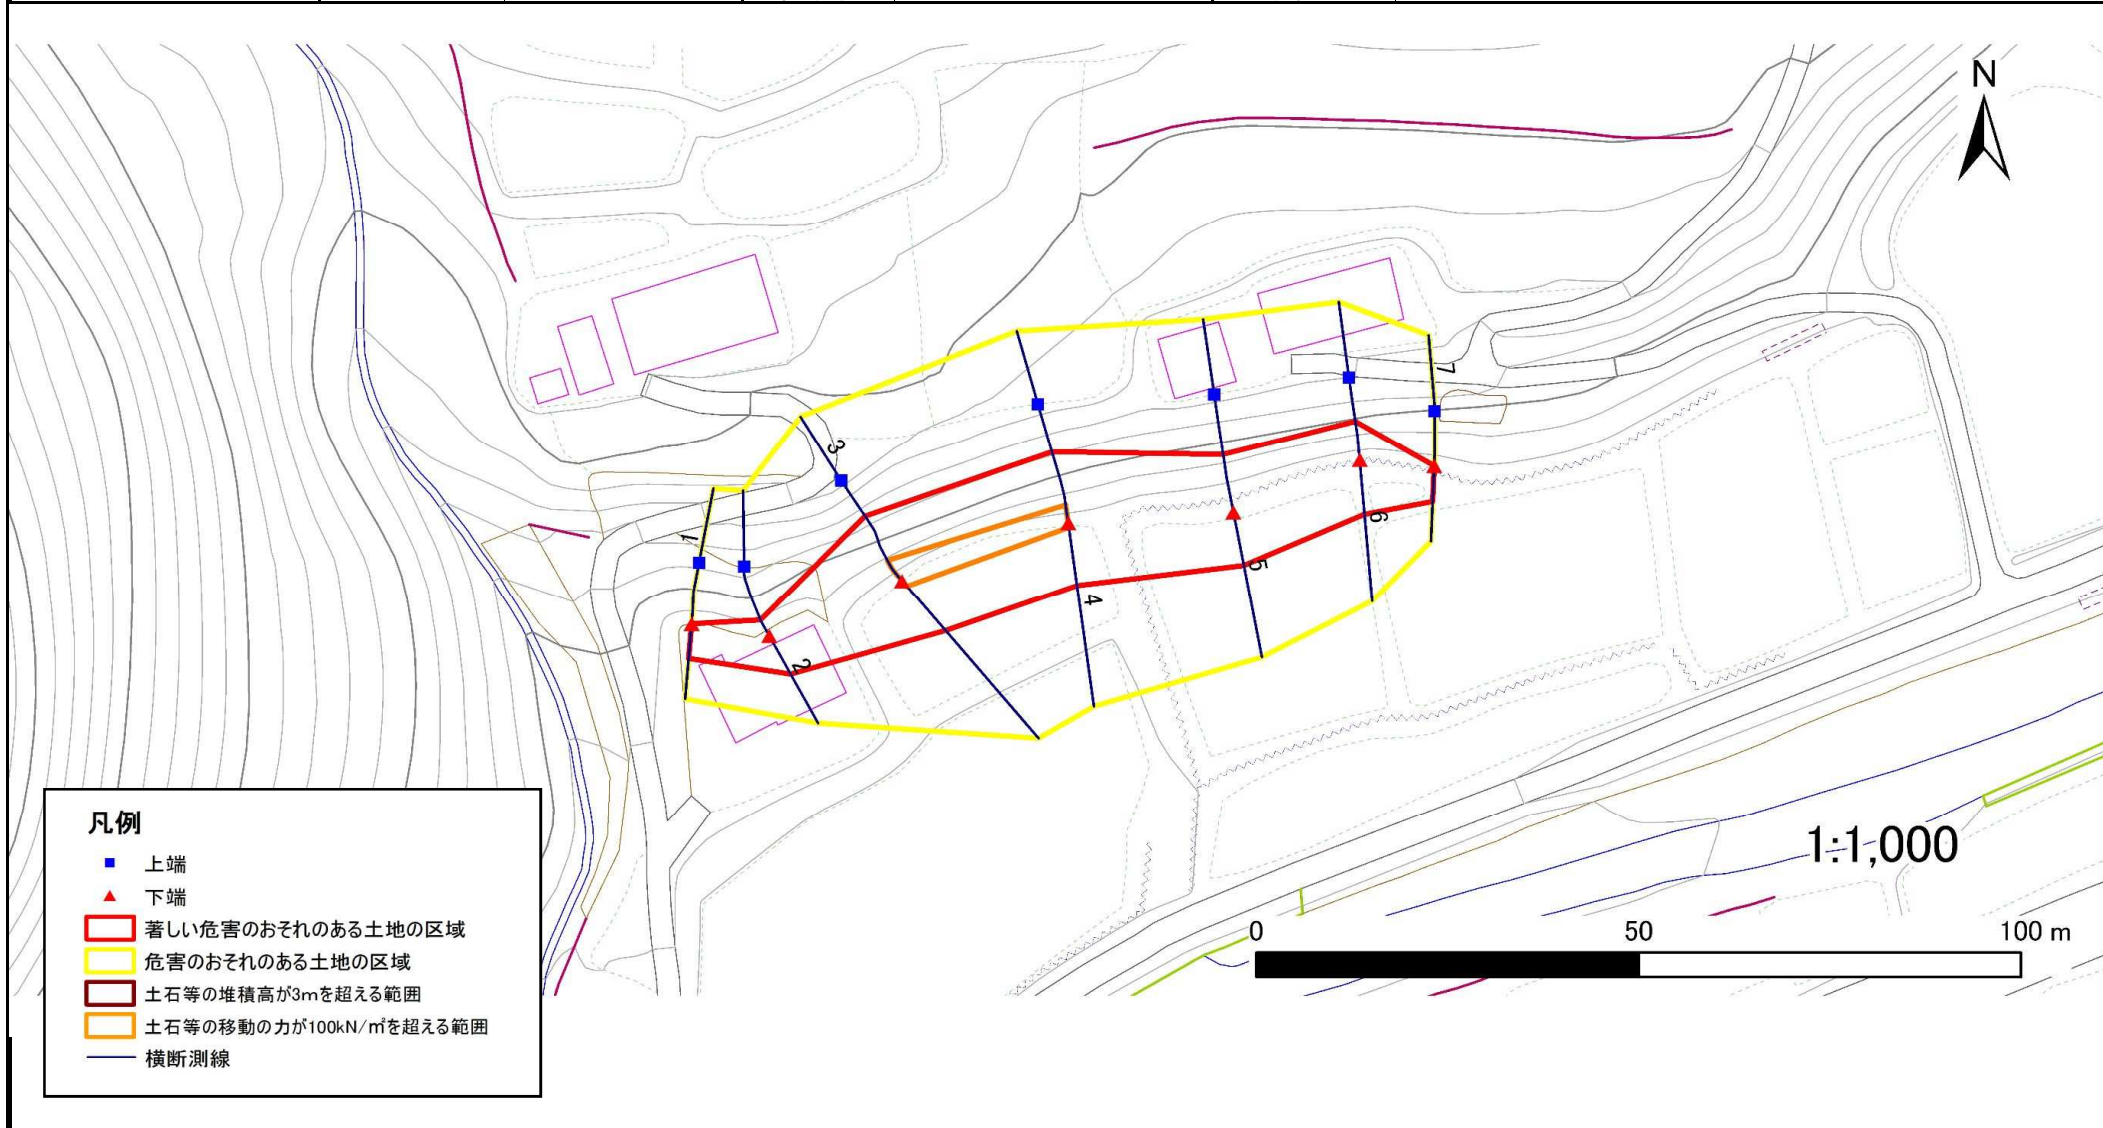 N
1
2
3
4
5
6
7
1:1,000
0 50 100 m
凡例
上端
下端
著しい危害のおそれのある土地の区域
危害のおそれのある土地の区域
土石等の堆積高が3mを超える範囲
土石等の移動の力が100kN/㎡を超える範囲
横断測線